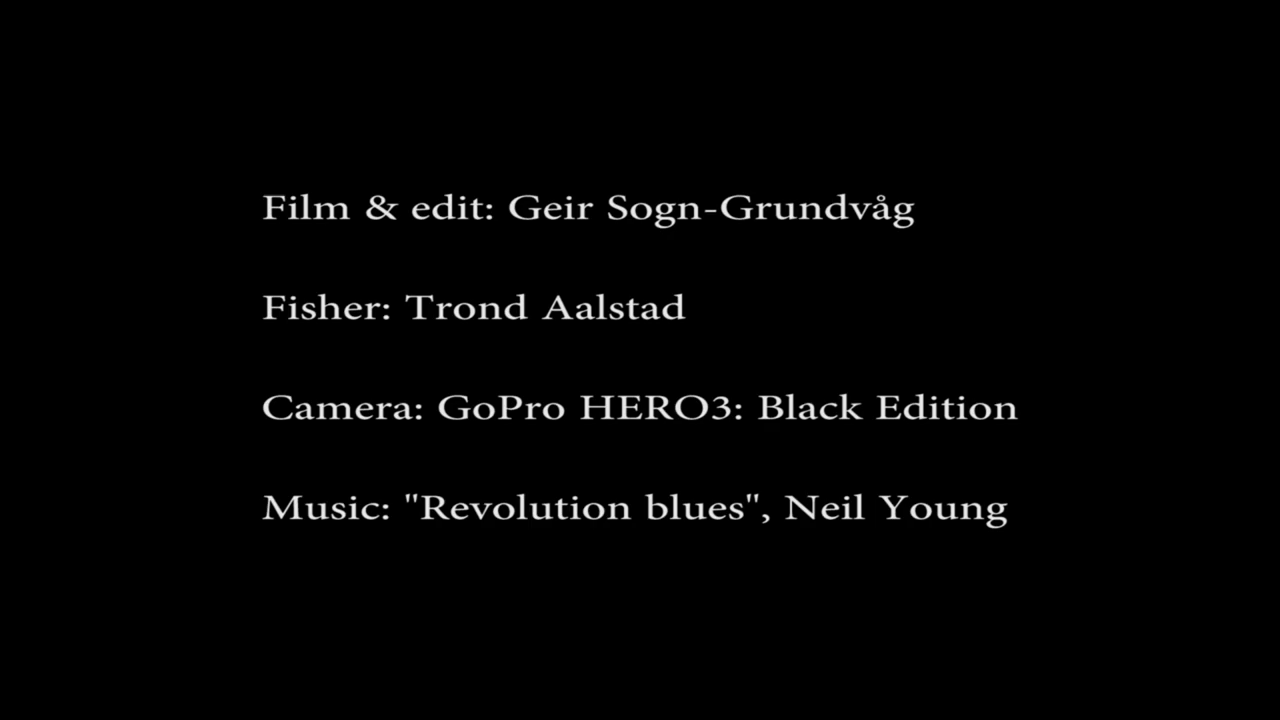 Film & edit: Geir Sogn-Grundvåg
Fisher: Trond Aalstad
Camera: GoPro HERO3: Black Edition
Music: "Revolution blues", Neil Young